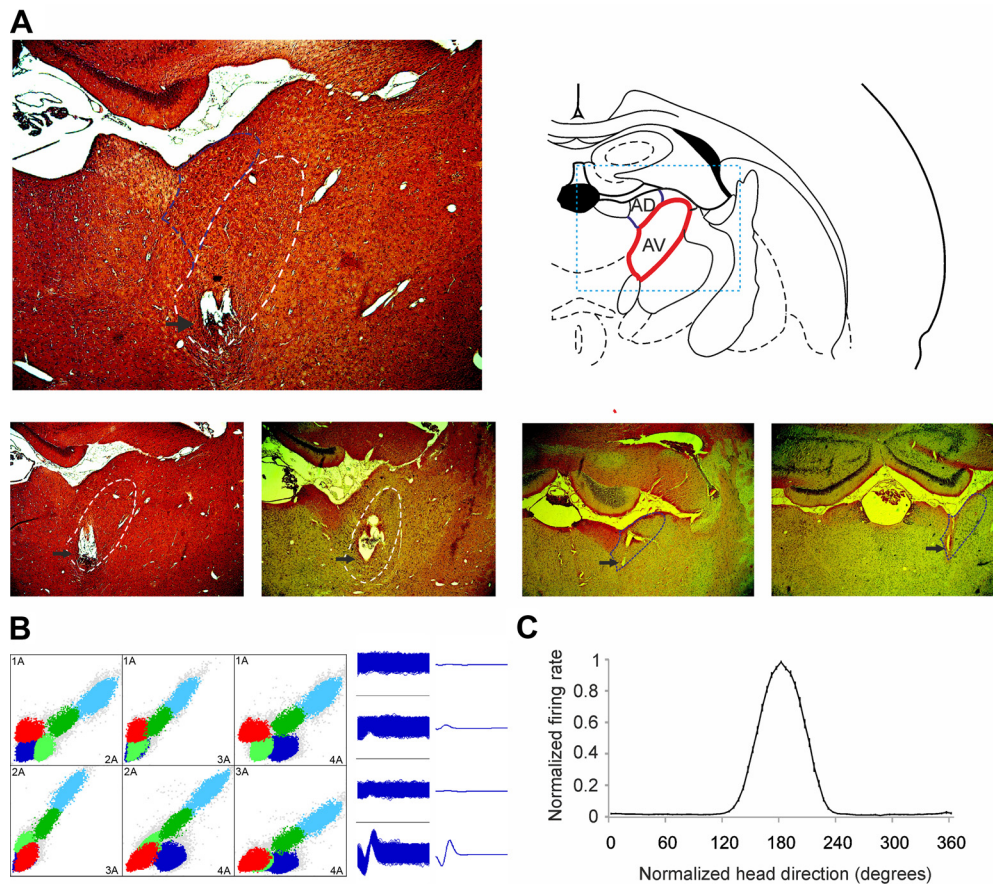 A
AD
AV
B
1A
2A
1A
3A
1A
4A
2A
3A
2A
4A
3A
4A
C
Normalized firing rate
1
0.8
0.6
0.4
0.2
0
0 60 120 180 240 300 360
Normalized head direction (degrees)